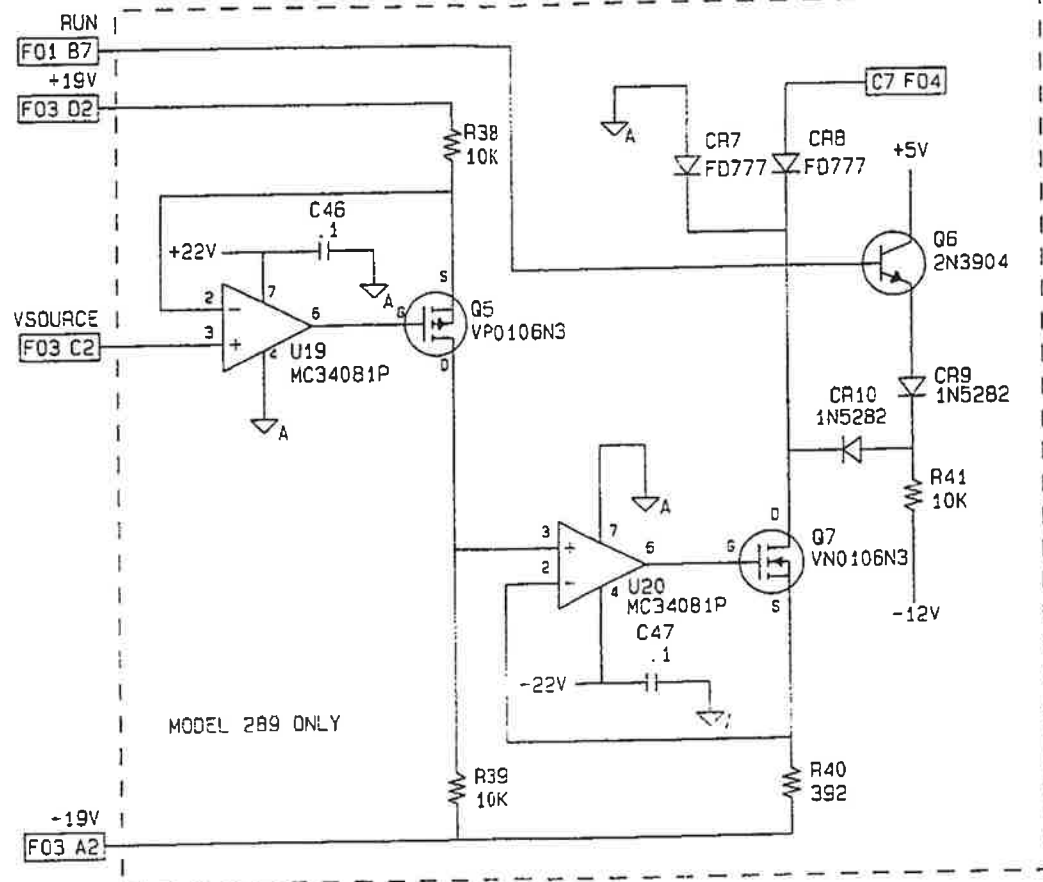 RUN
F01 B7
+19V
F03 D2
R38
10K
C46
.1
+22V
A
A
2
3
7
6
S
G
D
Q5
VP0106N3
VSOURCE
F03 C2
U19
MC34081P
A
A
CR7
FD777
CR8
FD777
C7 F04
+5V
Q6
2N3904
CR9
1N5282
CR10
1N5282
R41
10K
-12V
A
3
2
7
6
4
U20
MC34081P
D
G
S
Q7
VN0106N3
C47
.1
-22V
MODEL 289 ONLY
R39
10K
R40
392
-19V
F03 A2